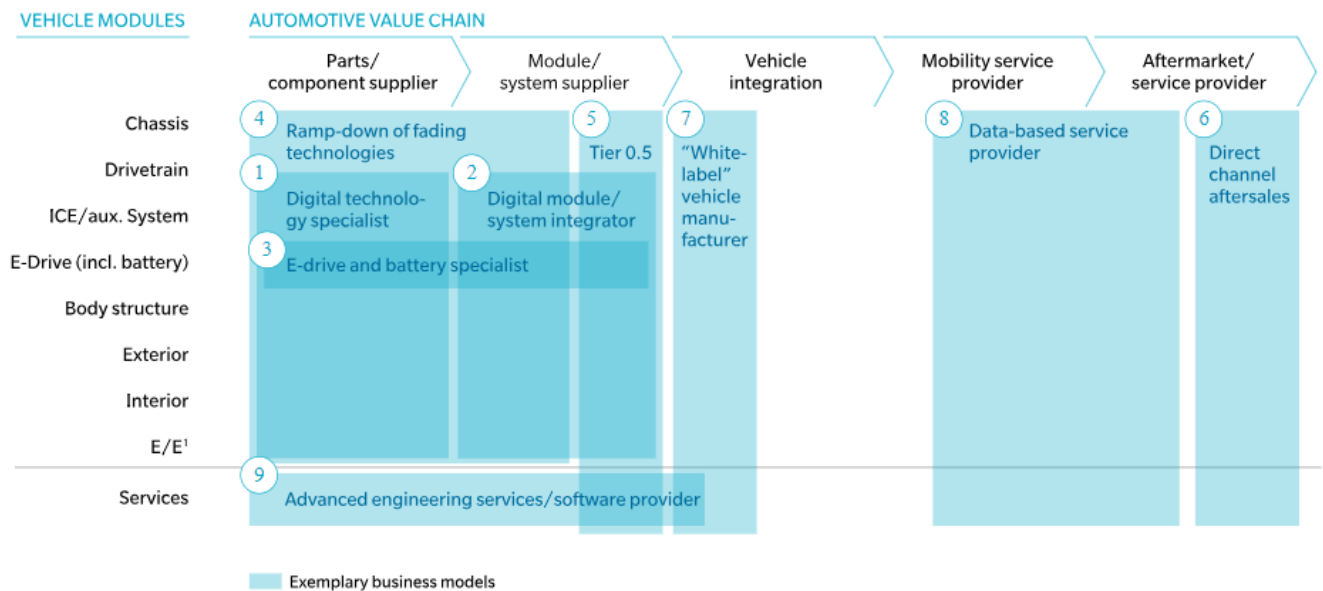 VEHICLE MODULES
AUTOMOTIVE VALUE CHAIN
Parts/
component supplier
Module/
system supplier
Vehicle
integration
Mobility service
provider
Aftermarket/
service provider
Chassis
Drivetrain
ICE/aux. System
E-Drive (incl. battery)
Body structure
Exterior
Interior
E/E¹
Services
4
Ramp-down of fading
technologies
5
Tier 0.5
7
“White-
label”
vehicle
manu-
facturer
8
Data-based service
provider
6
Direct
channel
aftersales
1
Digital technolo-
gy specialist
2
Digital module/
system integrator
3
E-drive and battery specialist
9
Advanced engineering services/software provider
Exemplary business models